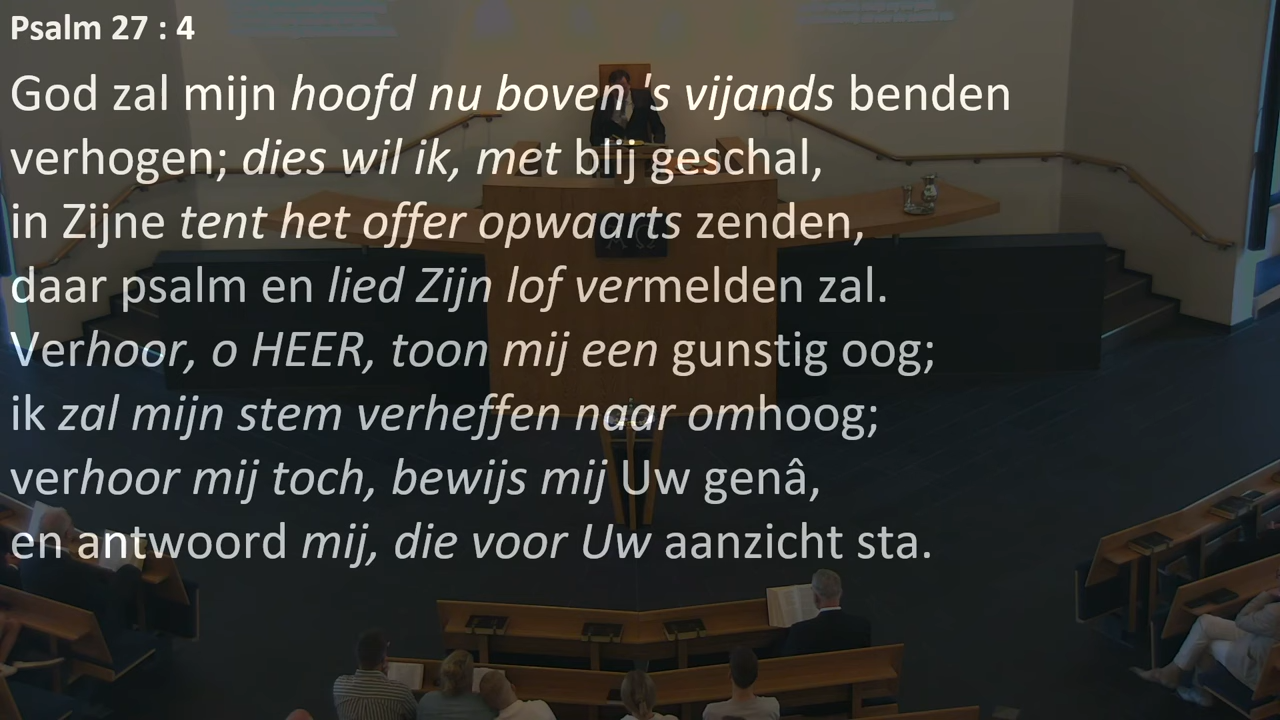 Psalm 27 : 4
God zal mijn hoofd nu boven 's vijands benden
verhogen; dies wil ik, met blij geschal,
in Zijne tent het offer opwaarts zenden,
daar psalm en lied Zijn lof vermelden zal.
Verhoor, o HEER, toon mij een gunstig oog;
ik zal mijn stem verheffen naar omhoog;
verhoor mij toch, bewijs mij Uw genâ,
en antwoord mij, die voor Uw aanzicht sta.